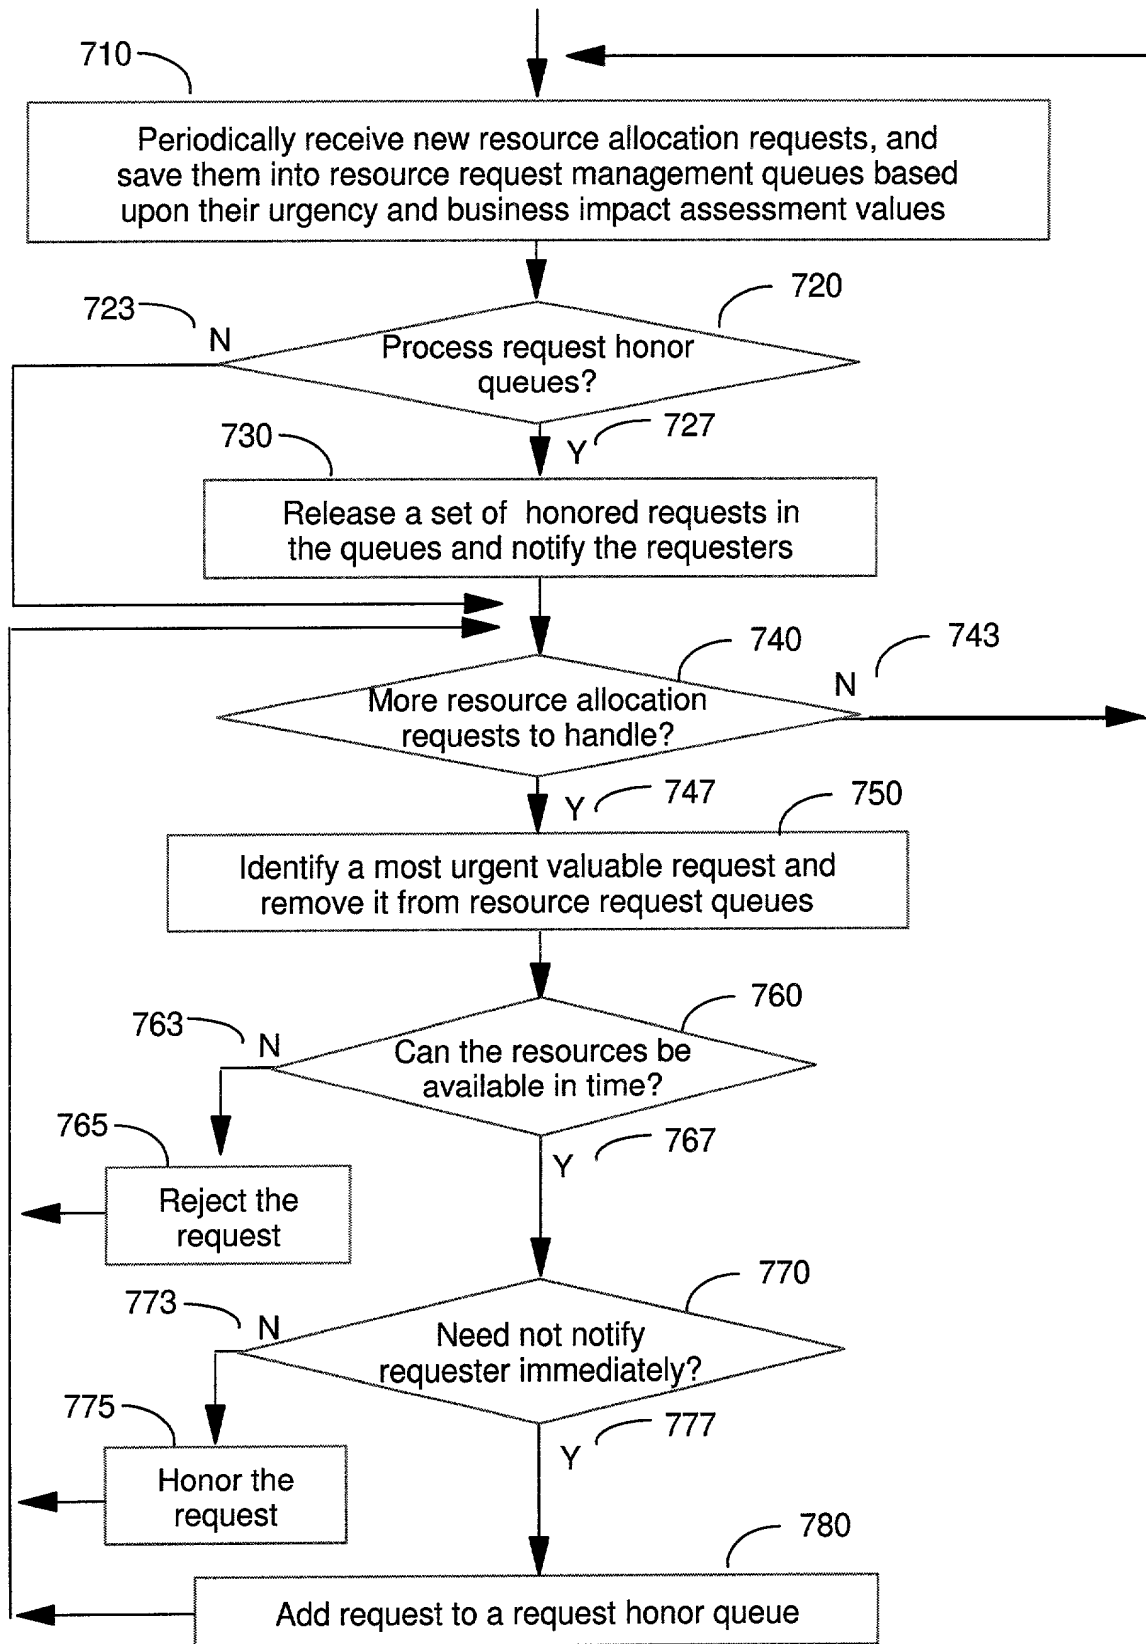 710
Periodically receive new resource allocation requests, and
save them into resource request management queues based
upon their urgency and business impact assessment values
720
723
N
Process request honor
queues?
727
730
Y
Release a set of honored requests in
the queues and notify the requesters
740
743
N
More resource allocation
requests to handle?
747
750
Y
Identify a most urgent valuable request and
remove it from resource request queues
760
763
N
Can the resources be
available in time?
765
767
Y
Reject the
request
770
773
N
Need not notify
requester immediately?
775
777
Y
Honor the
request
780
Add request to a request honor queue